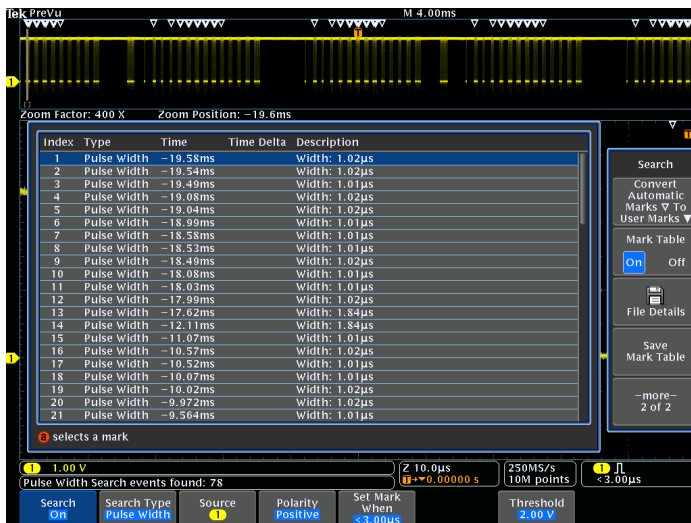 Tek PreVu M 4.00ms
T
1
Zoom Factor: 400 X Zoom Position: −19.6ms
Index Type Time Time Delta Description
1 Pulse Width −19.58ms Width: 1.02µs
2 Pulse Width −19.54ms Width: 1.02µs
3 Pulse Width −19.49ms Width: 1.01µs
4 Pulse Width −19.08ms Width: 1.02µs
5 Pulse Width −19.04ms Width: 1.02µs
6 Pulse Width −18.99ms Width: 1.01µs
7 Pulse Width −18.58ms Width: 1.01µs
8 Pulse Width −18.53ms Width: 1.01µs
9 Pulse Width −18.49ms Width: 1.02µs
10 Pulse Width −18.08ms Width: 1.01µs
11 Pulse Width −18.03ms Width: 1.01µs
12 Pulse Width −17.99ms Width: 1.02µs
13 Pulse Width −17.62ms Width: 1.84µs
14 Pulse Width −12.11ms Width: 1.84µs
15 Pulse Width −11.07ms Width: 1.01µs
16 Pulse Width −10.57ms Width: 1.02µs
17 Pulse Width −10.52ms Width: 1.01µs
18 Pulse Width −10.07ms Width: 1.01µs
19 Pulse Width −10.02ms Width: 1.02µs
20 Pulse Width −9.972ms Width: 1.01µs
21 Pulse Width −9.564ms Width: 1.01µs
a selects a mark
Search
Convert
Automatic
Marks ▽ To
User Marks ▼
Mark Table
On Off
File Details
Save
Mark Table
−more−
2 of 2
1
1 1.00 V
Pulse Width Search events found: 78
Z 10.0µs
T→▼0.00000 s
250MS/s
10M points
1
<3.00µs
Search
On
Search Type
Pulse Width
Source
1
Polarity
Positive
Set Mark
When
<3.00µs
Threshold
2.00 V